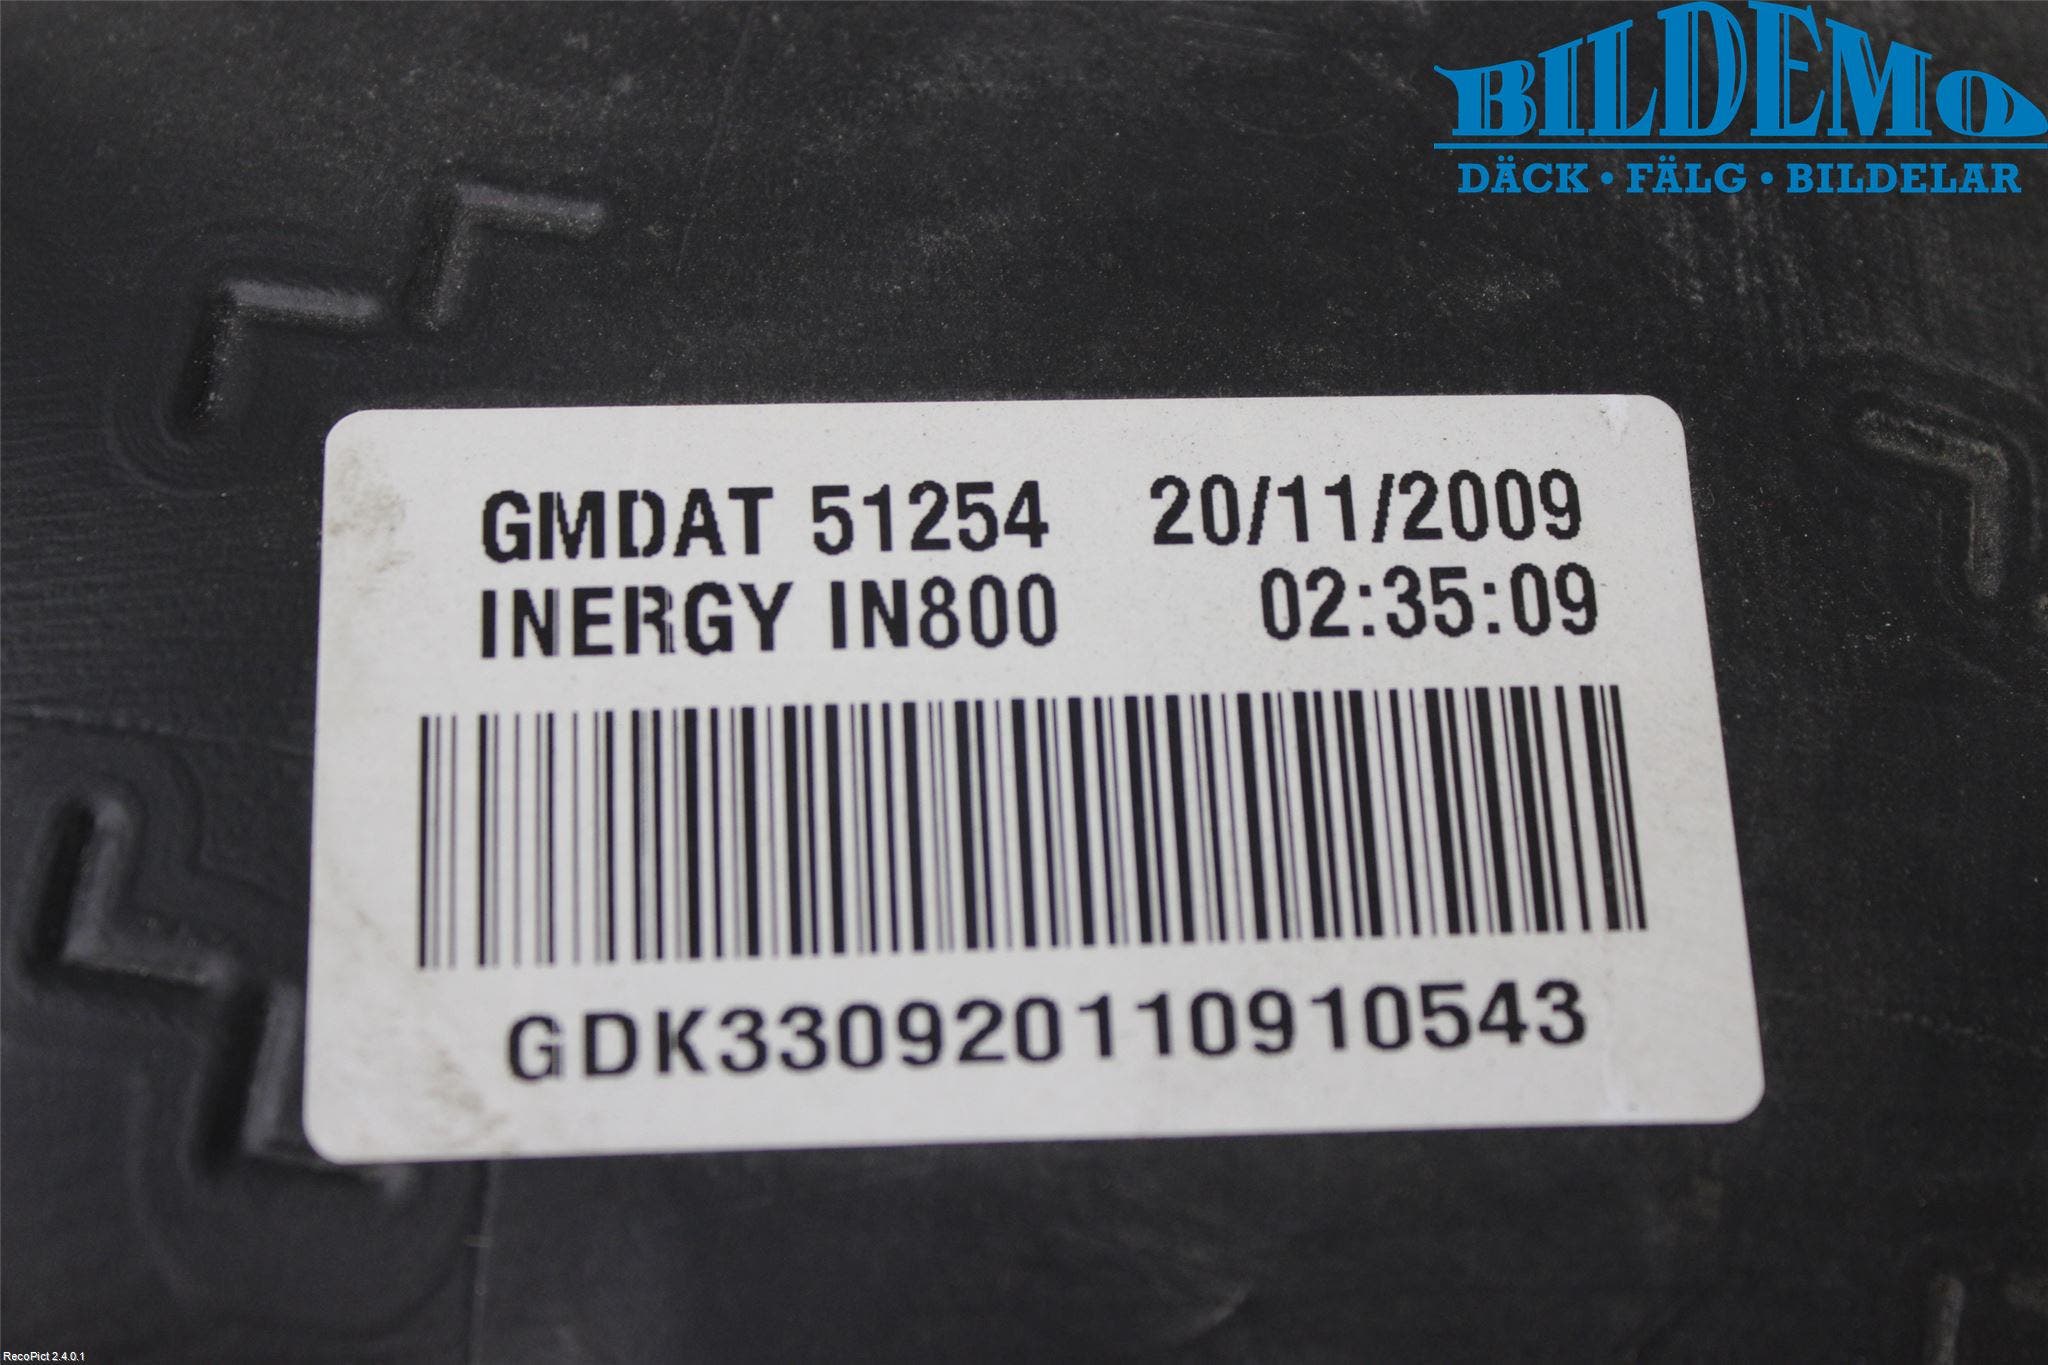 BILDEMO
DÄCK • FÄLG • BILDELAR
GMDAT 51254 20/11/2009
INERGY IN800 02:35:09
GDK330920110910543
RecoPict 2.4.0.1